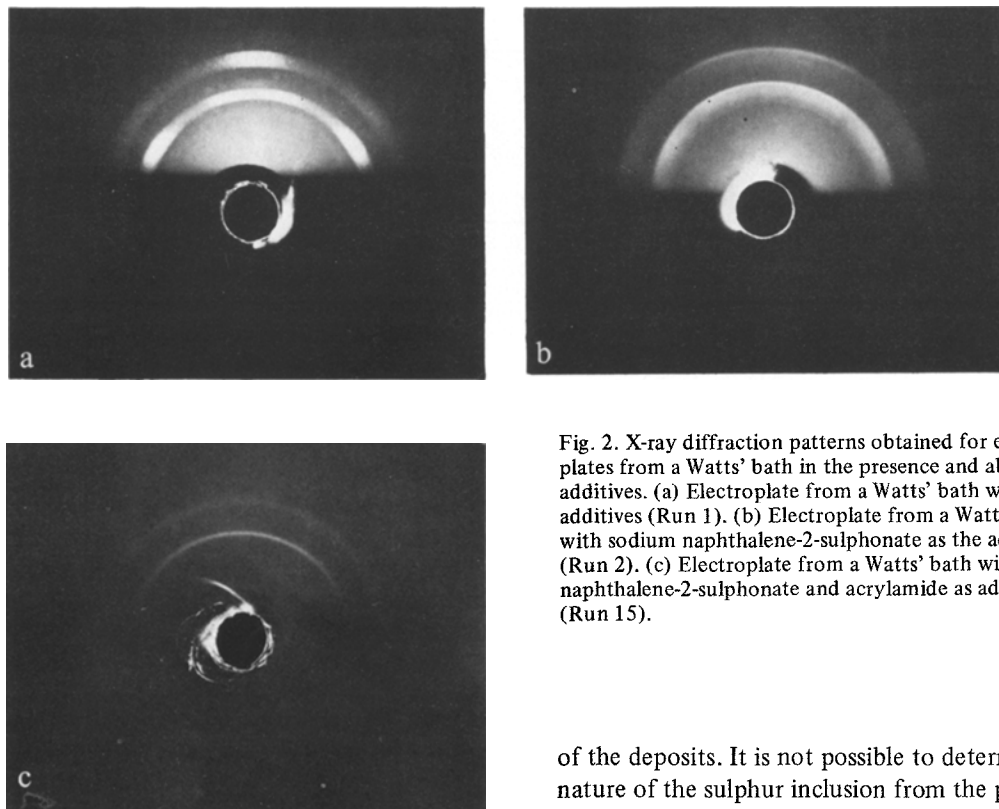 a
b
Fig. 2. X-ray diffraction patterns obtained for e
plates from a Watts' bath in the presence and al
additives. (a) Electroplate from a Watts' bath w
additives (Run 1). (b) Electroplate from a Watt
with sodium naphthalene-2-sulphonate as the a
(Run 2). (c) Electroplate from a Watts' bath wi
naphthalene-2-sulphonate and acrylamide as ad
(Run 15).
c
of the deposits. It is not possible to deter
nature of the sulphur inclusion from the p